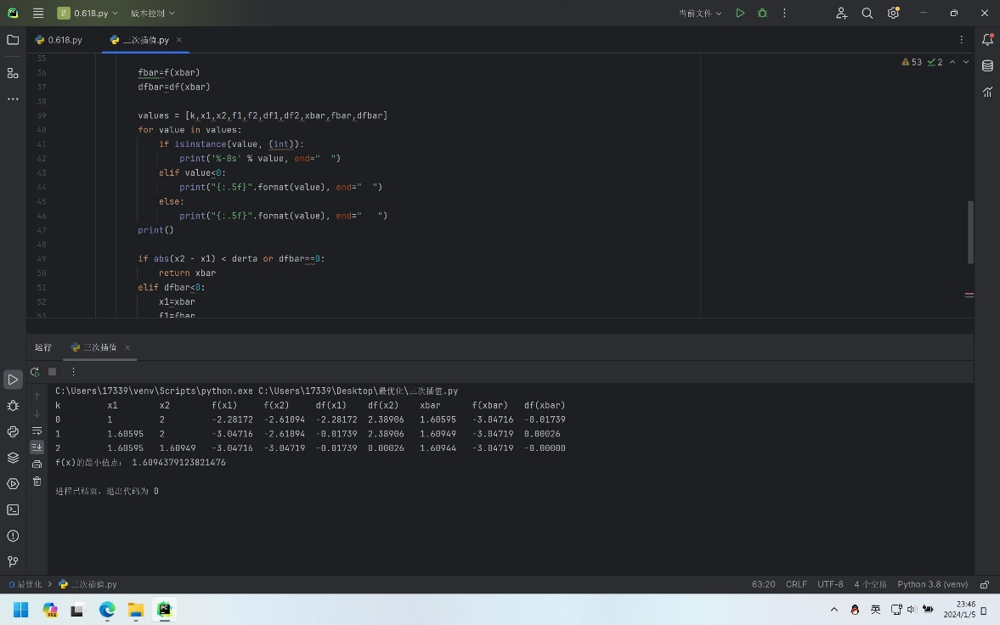 0.618.py 版本控制 当前文件
0.618.py 三次插值.py
35
53 2
36 fbar=f(xbar)
37 dfbar=df(xbar)
38
39 values = [k,x1,x2,f1,f2,df1,df2,xbar,fbar,dfbar]
40 for value in values:
41 if isinstance(value, (int)):
42 print('%-8s' % value, end="  ")
43 elif value<0:
44 print("{:.5f}".format(value), end="  ")
45 else:
46 print("{:.5f}".format(value), end="   ")
47 print()
48
49 if abs(x2 - x1) < derta or dfbar==0:
50 return xbar
51 elif dfbar<0:
52 x1=xbar
53 f1=fbar
运行 三次插值
C:\Users\17339\venv\Scripts\python.exe C:\Users\17339\Desktop\最优化\三次插值.py
k x1 x2 f(x1) f(x2) df(x1) df(x2) xbar f(xbar) df(xbar)
0 1 2 -2.28172 -2.61094 -2.28172 2.38906 1.60595 -3.04716 -0.01739
1 1.60595 2 -3.04716 -2.61094 -0.01739 2.38906 1.60949 -3.04719 0.00026
2 1.60595 1.60949 -3.04716 -3.04719 -0.01739 0.00026 1.60944 -3.04719 -0.00000
f(x)的最小值点： 1.6094379123821476
进程已结束，退出代码为 0
最优化 三次插值.py 63:20 CRLF UTF-8 4 个空格 Python 3.8 (venv)
PRE PC 英 23:46
2024/1/5